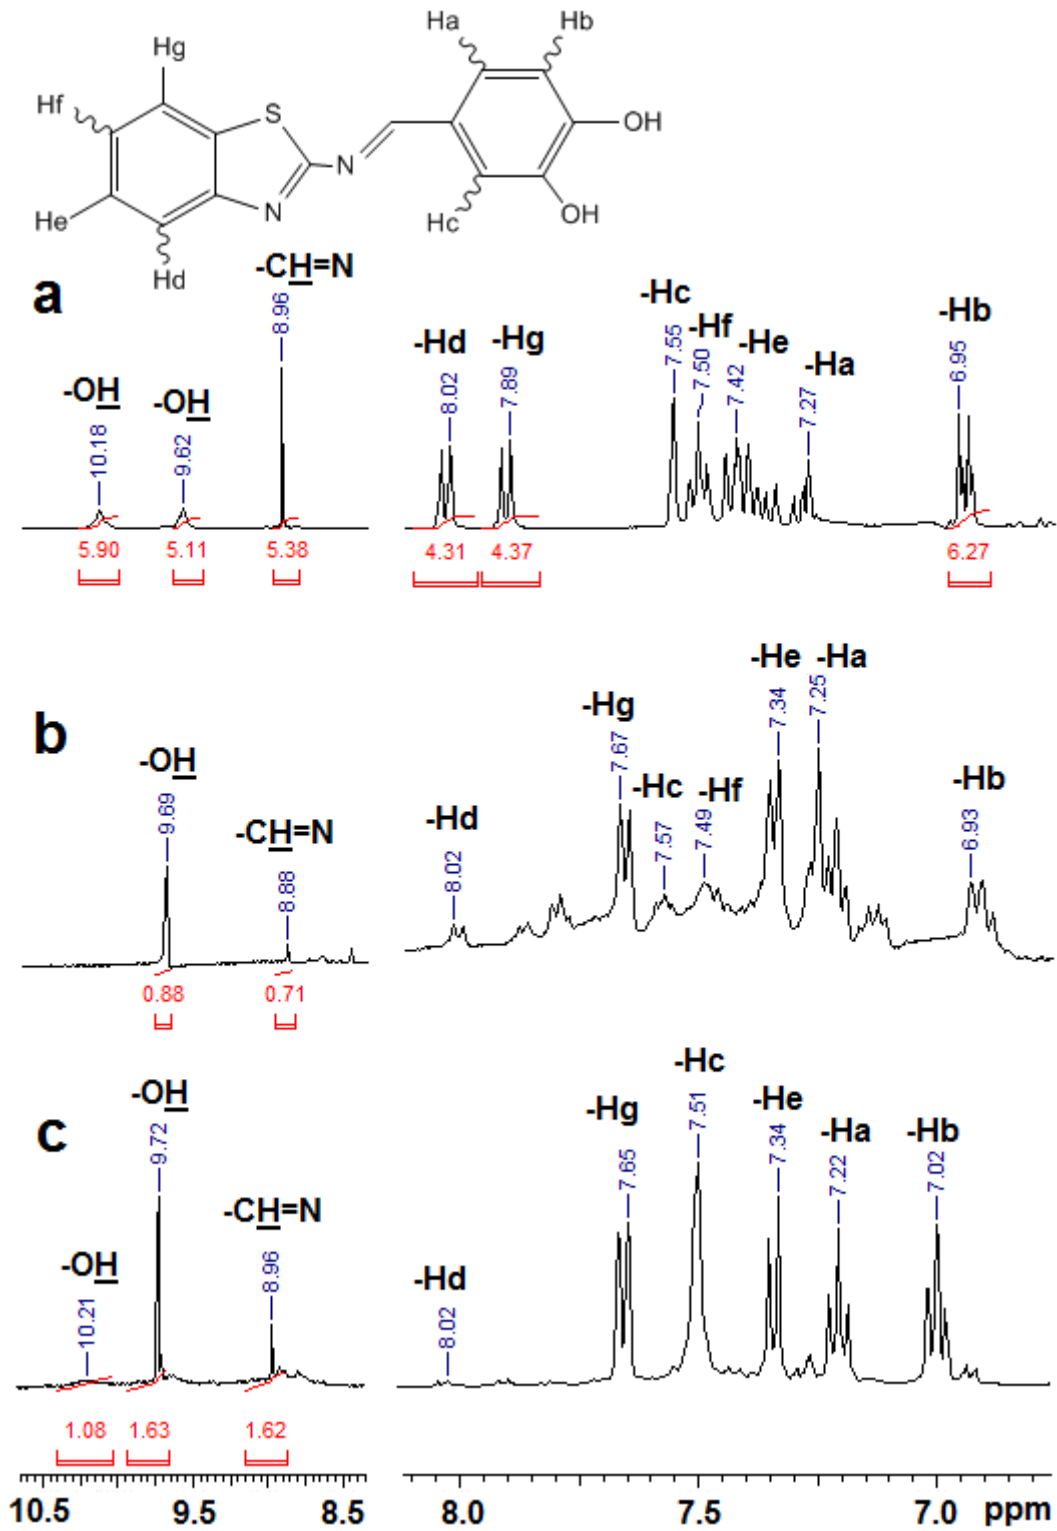 Ha
Hb
Hg
Hf
S
OH
N
He
N
Hc
OH
Hd
a
-CH=N
8.96
-OH
10.18
-OH
9.62
-Hd
8.02
-Hg
7.89
-Hc
7.55
-Hf
7.50
-He
7.42
-Ha
7.27
-Hb
6.95
5.90
5.11
5.38
4.31
4.37
6.27
b
-OH
9.69
-CH=N
8.88
-Hd
8.02
-Hg
7.67
-Hc
7.57
-Hf
7.49
-He
7.34
-Ha
7.25
-Hb
6.93
0.88
0.71
c
-OH
10.21
-OH
9.72
-CH=N
8.96
-Hd
8.02
-Hg
7.65
-Hc
7.51
-He
7.34
-Ha
7.22
-Hb
7.02
1.08
1.63
1.62
10.5 9.5 8.5 8.0 7.5 7.0 ppm